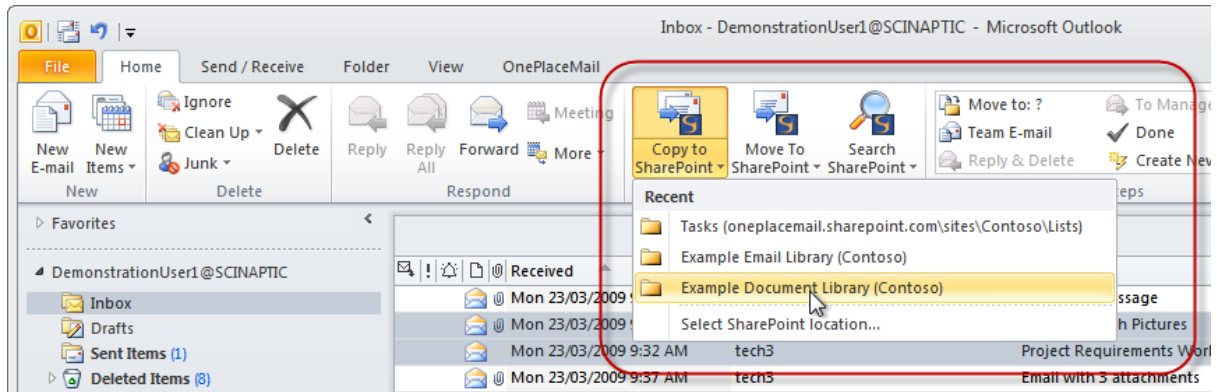 Inbox - DemonstrationUser1@SCINAPTIC - Microsoft Outlook
File Home Send / Receive Folder View OnePlaceMail
New E-mail
New Items
Ignore
Clean Up
Junk
Delete
Reply
Reply All
Forward
Meeting
More
Copy to SharePoint
Move To SharePoint
Search SharePoint
Move to: ?
Team E-mail
Reply & Delete
To Manage
Done
Create New
New Delete Respond
Recent
Tasks (oneplacemail.sharepoint.com\sites\Contoso\Lists)
Example Email Library (Contoso)
Example Document Library (Contoso)
Select SharePoint location...
Favorites
DemonstrationUser1@SCINAPTIC
Inbox
Drafts
Sent Items (1)
Deleted Items (8)
Received
Mon 23/03/2009 9
Mon 23/03/2009 9
h Pictures
Mon 23/03/2009 9:32 AM tech3 Project Requirements Wor
Mon 23/03/2009 9:37 AM tech3 Email with 3 attachments